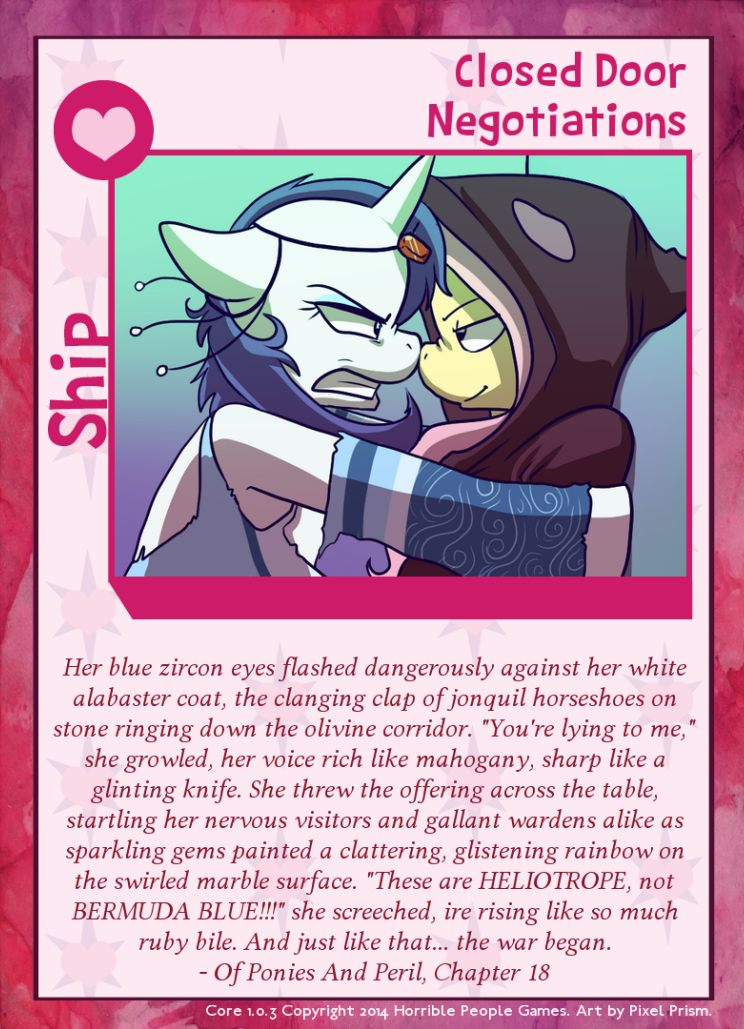 Closed Door
Negotiations
Ship
Her blue zircon eyes flashed dangerously against her white
alabaster coat, the clanging clap of jonquil horseshoes on
stone ringing down the olivine corridor. "You're lying to me,"
she growled, her voice rich like mahogany, sharp like a
glinting knife. She threw the offering across the table,
startling her nervous visitors and gallant wardens alike as
sparkling gems painted a clattering, glistening rainbow on
the swirled marble surface. "These are HELIOTROPE, not
BERMUDA BLUE!!!" she screeched, ire rising like so much
ruby bile. And just like that... the war began.
- Of Ponies And Peril, Chapter 18
Core 1.0.3 Copyright 2014 Horrible People Games. Art by Pixel Prism.